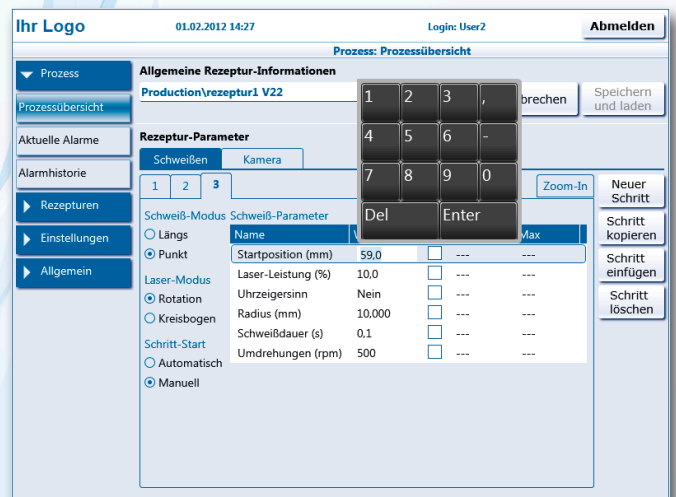 Ihr Logo 01.02.2012 14:27 Login: User2 Abmelden
Prozess: Prozessübersicht
Prozess
Prozessübersicht
Aktuelle Alarme
Alarmhistorie
Rezepturen
Einstellungen
Allgemein
Allgemeine Rezeptur-Informationen
Production\rezeptur1 V22
brechen
Speichern
und laden
Rezeptur-Parameter
Schweißen Kamera
1 2 3
Zoom-In
1 2 3 ,
4 5 6 -
7 8 9 0
Del Enter
Schweiß-Modus
Längs
Punkt
Laser-Modus
Rotation
Kreisbogen
Schritt-Start
Automatisch
Manuell
Schweiß-Parameter
Name Max
Startposition (mm) 59,0 --- ---
Laser-Leistung (%) 10,0 --- ---
Uhrzeigersinn Nein --- ---
Radius (mm) 10,000 --- ---
Schweißdauer (s) 0,1 --- ---
Umdrehungen (rpm) 500 --- ---
Neuer
Schritt
Schritt
kopieren
Schritt
einfügen
Schritt
löschen